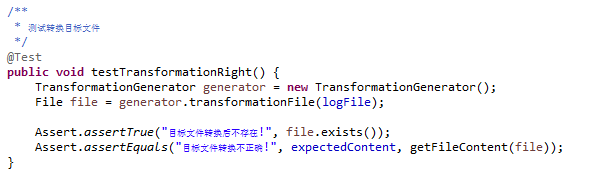 /**
 * 测试转换目标文件
 */
@Test
public void testTransformationRight() {
    TransformationGenerator generator = new TransformationGenerator();
    File file = generator.transformationFile(logFile);

    Assert.assertTrue("目标文件转换后不存在!", file.exists());
    Assert.assertEquals("目标文件转换不正确!", expectedContent, getFileContent(file));
}